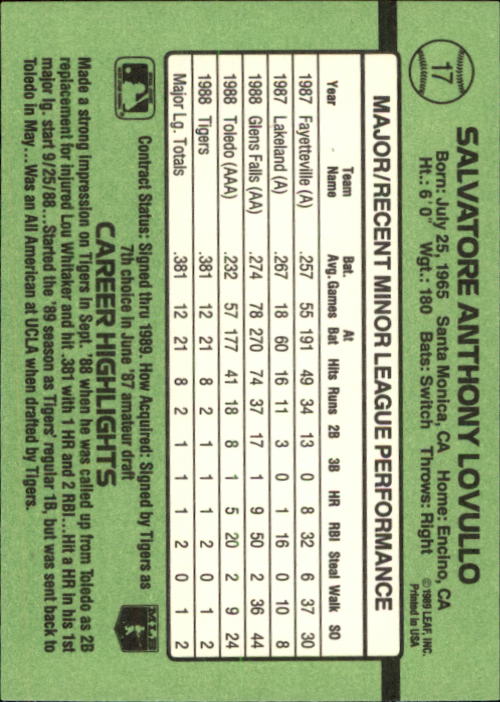 17
SALVATORE ANTHONY LOVULLO
Born: July 25, 1965 Santa Monica, CA Home: Encino, CA
Ht.: 6' 0" Wgt.: 180 Bats: Switch Throws: Right
© 1989 LEAF, INC.
Printed in USA
MAJOR/RECENT MINOR LEAGUE PERFORMANCE
Year Team Name Bat. Avg. Games At Bat Hits Runs 2B 3B HR RBI Steal Walk SO
1987 Fayetteville (A) .257 55 191 49 34 13 0 8 32 6 37 30
1987 Lakeland (A) .267 18 60 16 11 3 0 1 16 0 10 8
1988 Glens Falls (AA) .274 78 270 74 37 17 1 9 50 2 36 44
1988 Toledo (AAA) .232 57 177 41 18 8 1 5 20 2 9 24
1988 Tigers .381 12 21 8 2 1 1 1 2 0 1 2
Major Lg. Totals .381 12 21 8 2 1 1 1 2 0 1 2
Contract Status: Signed thru 1989. How Acquired: Signed by Tigers as
7th choice in June '87 amateur draft
MLB
CAREER HIGHLIGHTS
Made a strong impression on Tigers in Sept. '88 when he was called up from Toledo as 2B
replacement for injured Lou Whitaker and hit .381 with 1 HR and 2 RBI...Hit a HR in his 1st
major lg. start 9/25/88...Started the '89 season as Tigers' regular 1B, but was sent back to
Toledo in May...Was an All American at UCLA when drafted by Tigers.